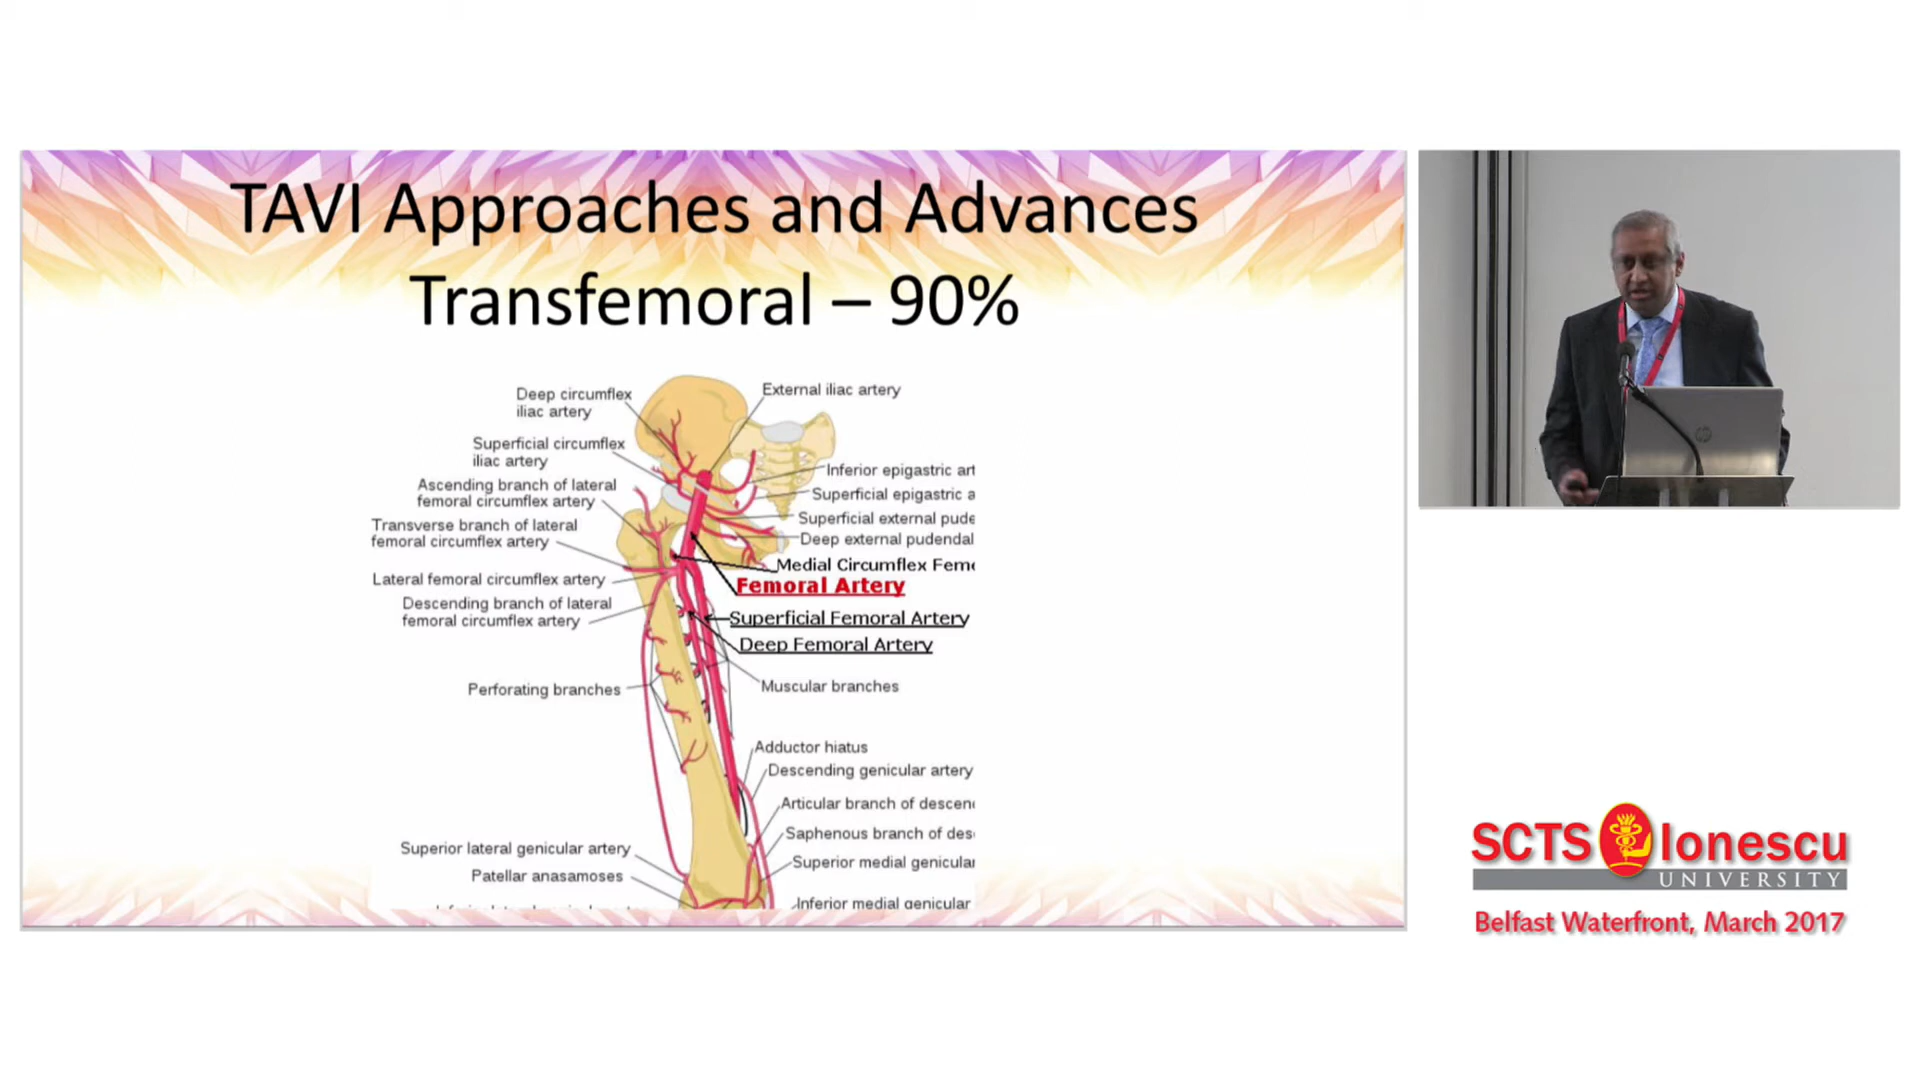 TAVI Approaches and Advances
Transfemoral – 90%
Deep circumflex
iliac artery
External iliac artery
Superficial circumflex
iliac artery
Inferior epigastric art
Ascending branch of lateral
femoral circumflex artery
Superficial epigastric a
Transverse branch of lateral
femoral circumflex artery
Superficial external pude
Deep external pudendal
Medial Circumflex Feme
Femoral Artery
Lateral femoral circumflex artery
Descending branch of lateral
femoral circumflex artery
Superficial Femoral Artery
Deep Femoral Artery
Perforating branches
Muscular branches
Adductor hiatus
Descending genicular artery
Articular branch of descen
Saphenous branch of des
Superior lateral genicular artery
Superior medial genicular
Patellar anasamoses
Inferior medial genicular
SCTS Ionescu
UNIVERSITY
Belfast Waterfront, March 2017